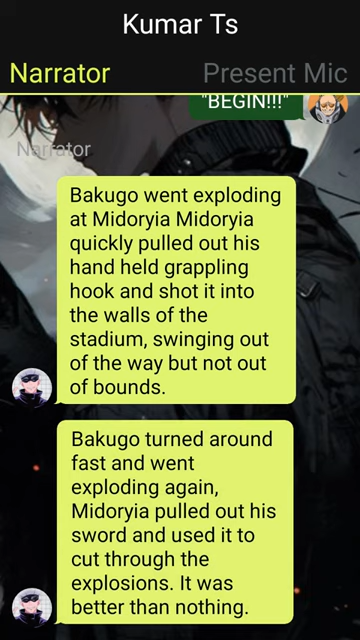 Kumar Ts
Narrator
Present Mic
"BEGIN!!!"
Narrator
Bakugo went exploding
at Midoryia Midoryia
quickly pulled out his
hand held grappling
hook and shot it into
the walls of the
stadium, swinging out
of the way but not out
of bounds.
Bakugo turned around
fast and went
exploding again,
Midoryia pulled out his
sword and used it to
cut through the
explosions. It was
better than nothing.